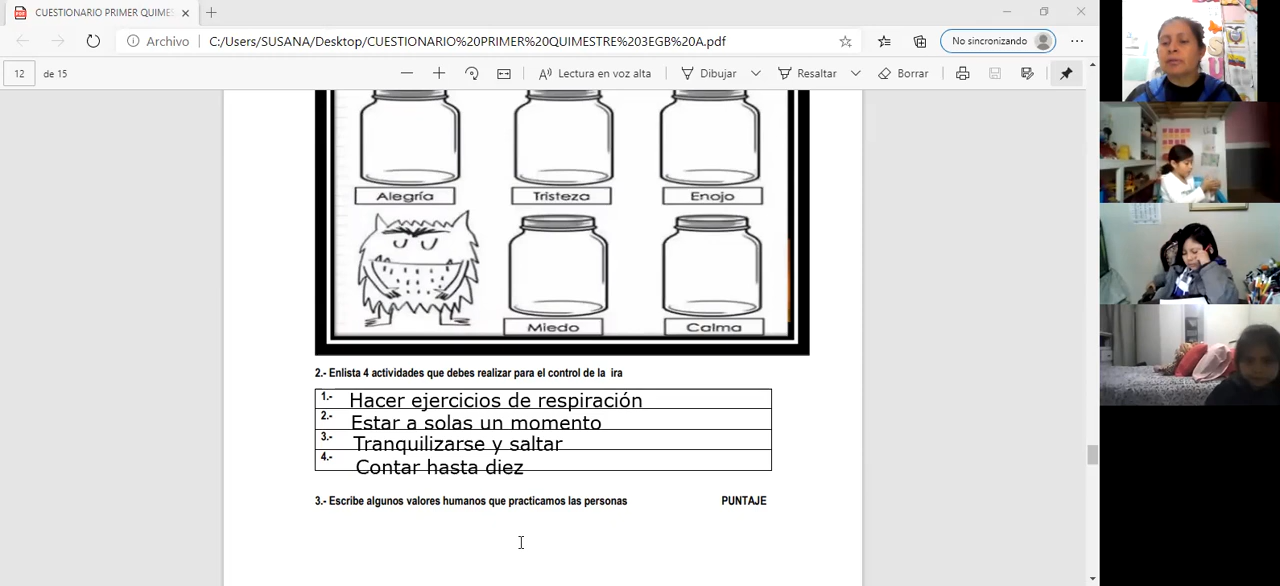 CUESTIONARIO PRIMER QUIMES
Archivo C:/Users/SUSANA/Desktop/CUESTIONARIO%20PRIMER%20QUIMESTRE%203EGB%20A.pdf No sincronizando
12 de 15 Lectura en voz alta Dibujar Resaltar Borrar
Alegría Tristeza Enojo
Miedo Calma
2.- Enlista 4 actividades que debes realizar para el control de la ira
1.- Hacer ejercicios de respiración
2.- Estar a solas un momento
3.- Tranquilizarse y saltar
4.- Contar hasta diez
3.- Escribe algunos valores humanos que practicamos las personas PUNTAJE